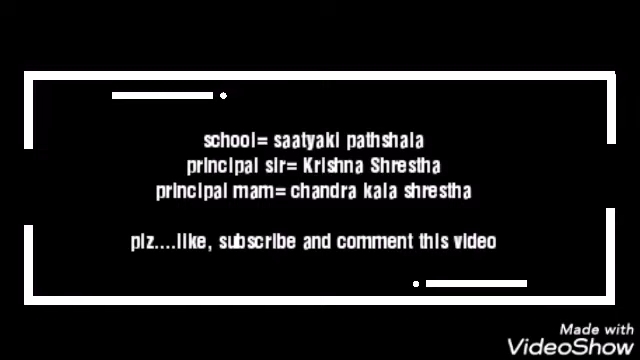 school= saatyaki pathshala
principal sir= Krishna Shrestha
principal mam= chandra kala shrestha
plz....like, subscribe and comment this video
Made with
VideoShow